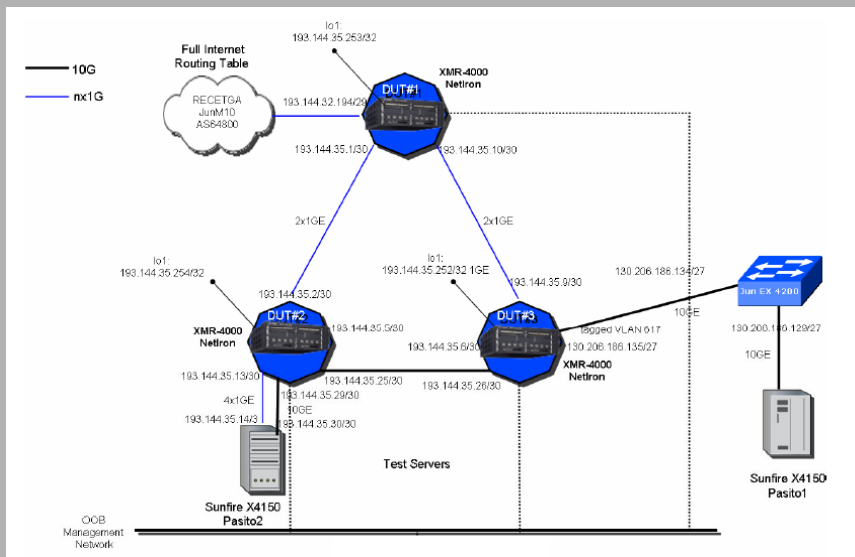 lo1:
193.144.35.253/32
Full Internet
Routing Table
10G
nx1G
XMR-4000
NetIron
DUT#1
RECETGA
JunM10
AS64800
193.144.32.194/29
193.144.35.1/30
193.144.35.10/30
2x1GE
2x1GE
lo1:
193.144.35.254/32
lo1:
193.144.35.252/32
1GE
193.144.35.9/30
130.206.186.134/27
Jun EX 4200
193.144.35.2/30
DUT#2
DUT#3
10GE
tagged VLAN 617
130.206.186.129/27
XMR-4000
NetIron
193.144.35.5/30
193.144.35.6/30
130.206.186.135/27
XMR-4000
NetIron
10GE
193.144.35.13/30
193.144.35.25/30
193.144.35.26/30
193.144.35.29/30
4x1GE
10GE
193.144.35.14/3
193.144.35.30/30
Test Servers
Sunfire X4150
Pasito2
Sunfire X4150
Pasito1
OOB
Management
Network